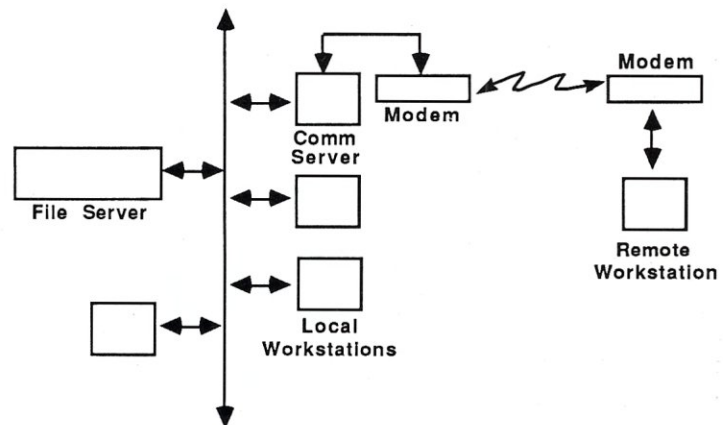 Modem
Modem
Comm
Server
File Server
Remote
Workstation
Local
Workstations